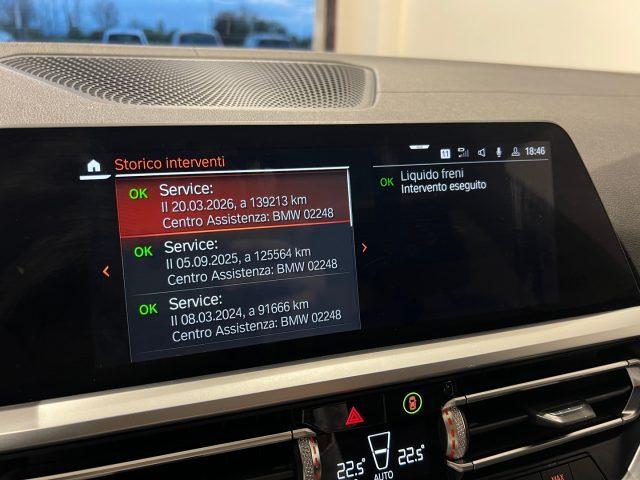 11 18:46
Storico interventi
OK Service:
Il 20.03.2026, a 139213 km
Centro Assistenza: BMW 02248
OK Service:
Il 05.09.2025, a 125564 km
Centro Assistenza: BMW 02248
OK Service:
Il 08.03.2024, a 91666 km
Centro Assistenza: BMW 02248
OK Liquido freni
Intervento eseguito
22.5° 22.5°
AUTO
MAX